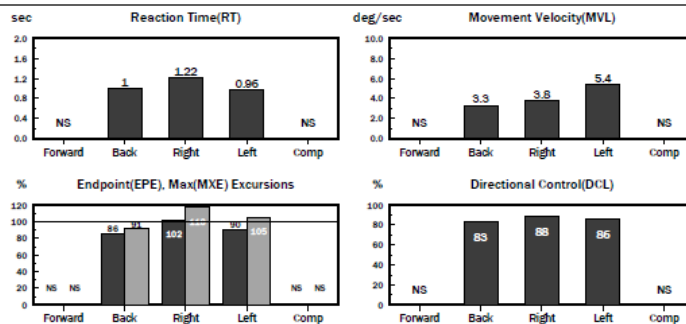 sec Reaction Time(RT)
2.0
1.6
1.2
0.8
0.4
0.0
NS 1 1.22 0.96 NS
Forward Back Right Left Comp
deg/sec Movement Velocity(MVL)
10.0
8.0
6.0
4.0
2.0
0.0
NS 3.3 3.8 5.4 NS
Forward Back Right Left Comp
% Endpoint(EPE), Max(MXE) Excursions
120
100
80
60
40
20
0
NS NS 86 91 102 90 105 NS NS
Forward Back Right Left Comp
% Directional Control(DCL)
100
80
60
40
20
0
NS 83 88 86 NS
Forward Back Right Left Comp